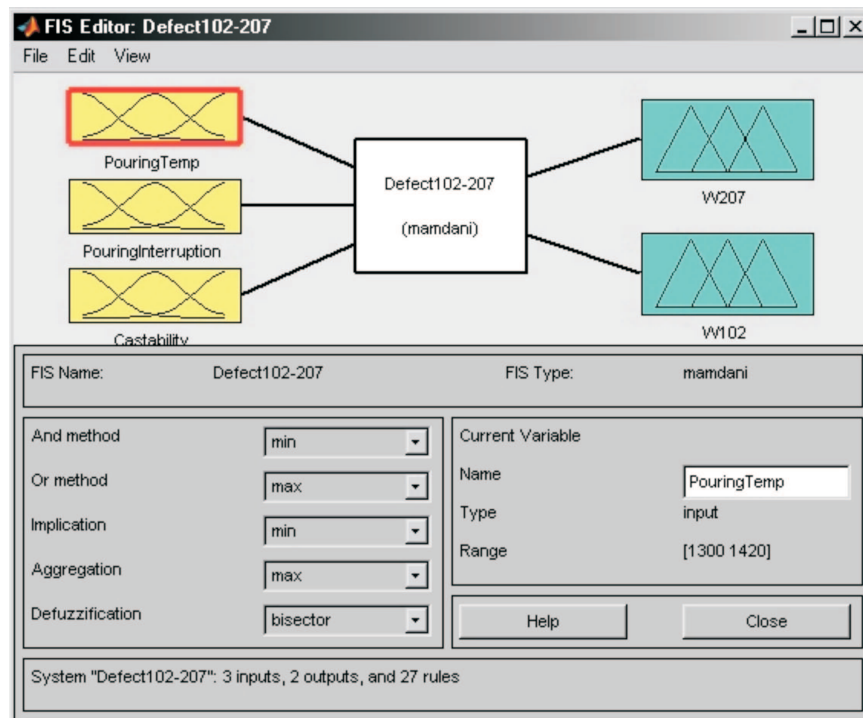 FIS Editor: Defect102-207
File Edit View
PouringTemp
PouringInterruption
Castability
Defect102-207
(mamdani)
W207
W102
FIS Name: Defect102-207 FIS Type: mamdani
And method min
Or method max
Implication min
Aggregation max
Defuzzification bisector
Current Variable
Name PouringTemp
Type input
Range [1300 1420]
Help Close
System "Defect102-207": 3 inputs, 2 outputs, and 27 rules